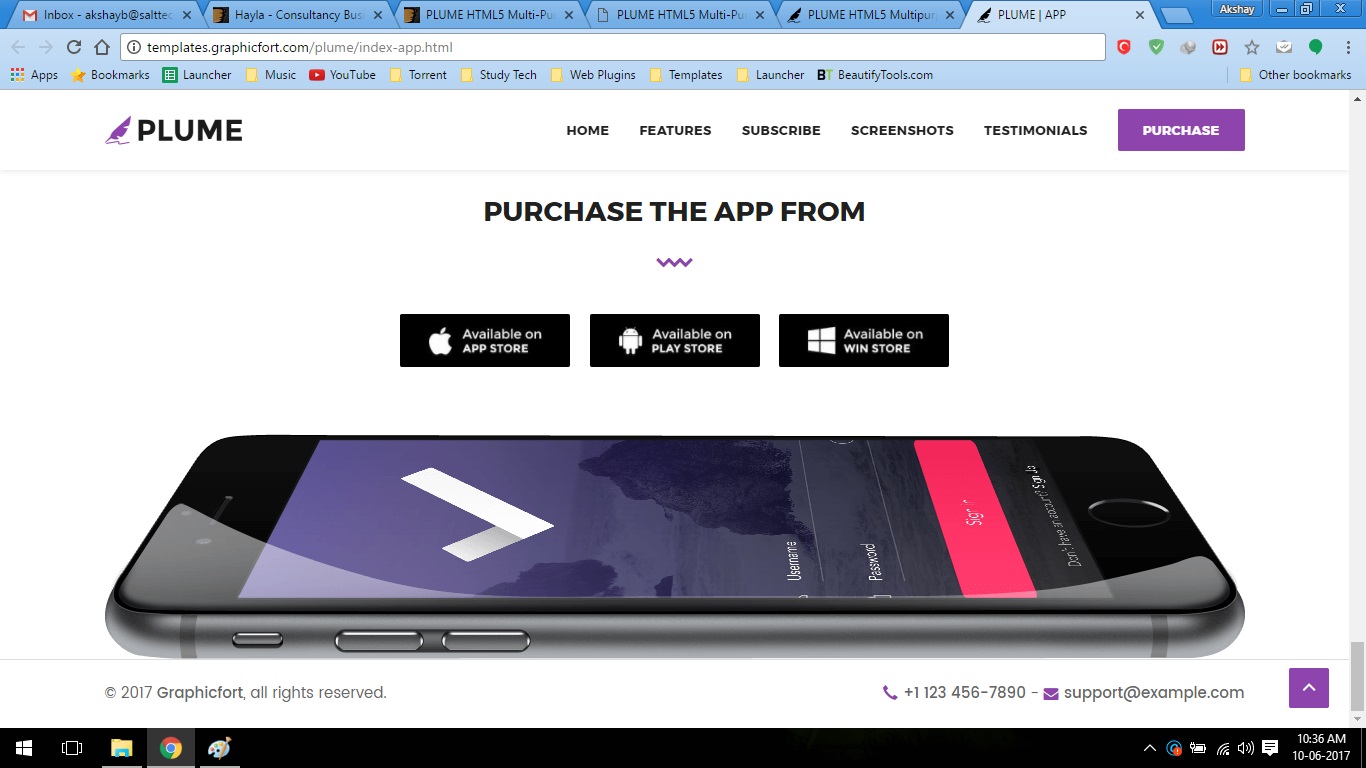 Inbox - akshayb@salttec
Hayla - Consultancy Busi
PLUME HTML5 Multi-Pu
PLUME HTML5 Multi-Pu
PLUME HTML5 Multipur
PLUME | APP
Akshay
templates.graphicfort.com/plume/index-app.html
Apps
Bookmarks
Launcher
Music
YouTube
Torrent
Study Tech
Web Plugins
Templates
Launcher
BT BeautifyTools.com
Other bookmarks
PLUME
HOME
FEATURES
SUBSCRIBE
SCREENSHOTS
TESTIMONIALS
PURCHASE
PURCHASE THE APP FROM
Available on
APP STORE
Available on
PLAY STORE
Available on
WIN STORE
Username
Password
Sign in
Don't have an account? Sign Up
© 2017 Graphicfort, all rights reserved.
+1 123 456-7890 - support@example.com
10:36 AM
10-06-2017